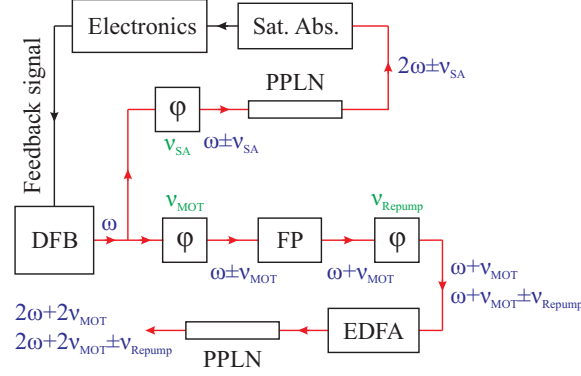 Electronics
Sat. Abs.
Feedback signal
PPLN
2ω±ν_SA
φ
ν_SA
ω±ν_SA
ν_MOT
ν_Repump
DFB
ω
φ
FP
φ
ω±ν_MOT
ω+ν_MOT
ω+ν_MOT
ω+ν_MOT±ν_Repump
2ω+2ν_MOT
2ω+2ν_MOT±ν_Repump
EDFA
PPLN